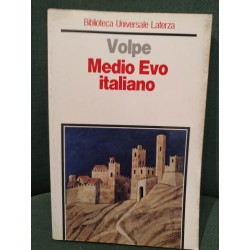 Biblioteca Universale Laterza
Volpe
Medio Evo
italiano